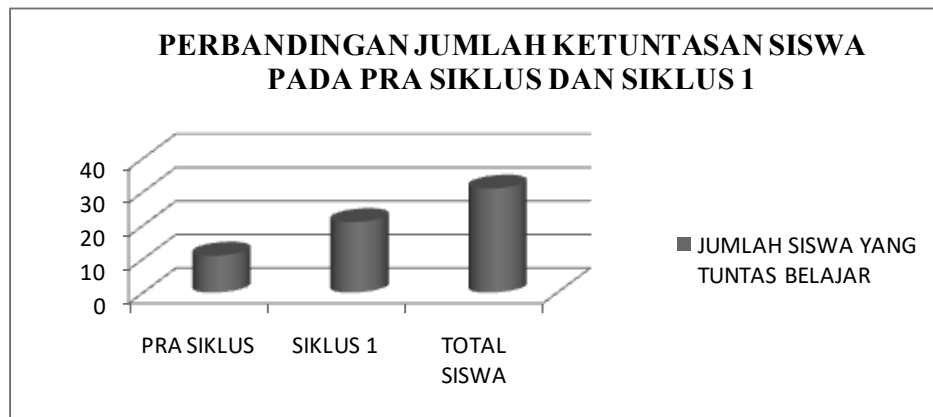 PERBANDINGAN JUMLAH KETUNTASAN SISWA
PADA PRA SIKLUS DAN SIKLUS 1
40
30
20
10
0
PRA SIKLUS
SIKLUS 1
TOTAL
SISWA
JUMLAH SISWA YANG
TUNTAS BELAJAR